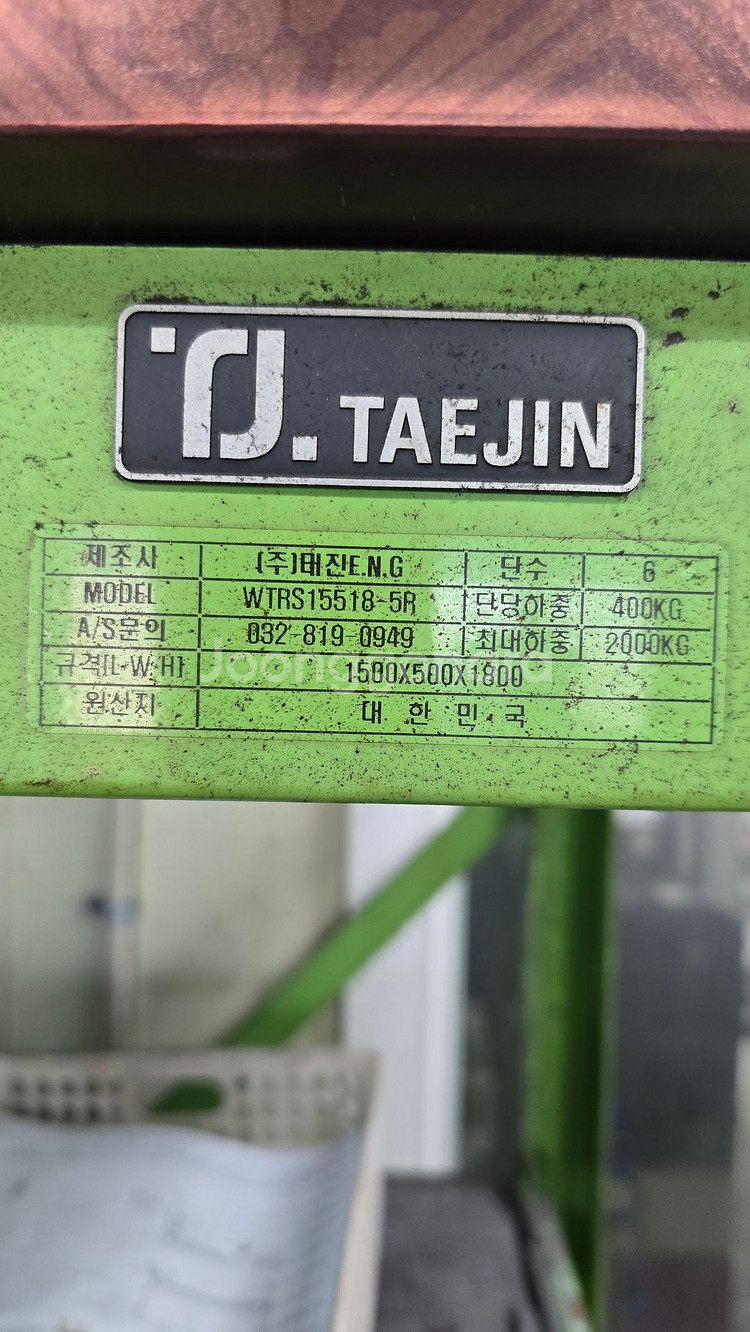 TJ. TAEJIN
제조사 (주)태진E.N.G 단수 6
MODEL WTRS15518-5R 단당하중 400KG
A/S문의 032-819-0949 최대하중 2000KG
규격(L·W·H) 1500X500X1800
원산지 대한민국